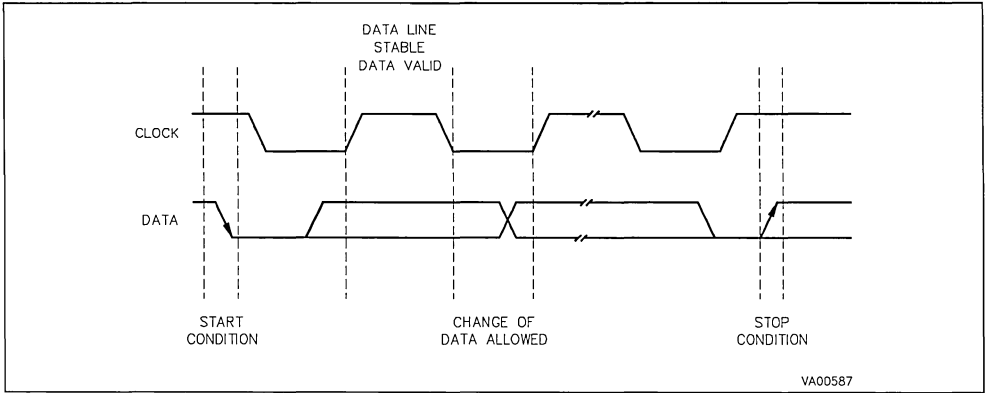 DATA LINE
STABLE
DATA VALID
CLOCK
DATA
START
CONDITION
CHANGE OF
DATA ALLOWED
STOP
CONDITION
VA00587